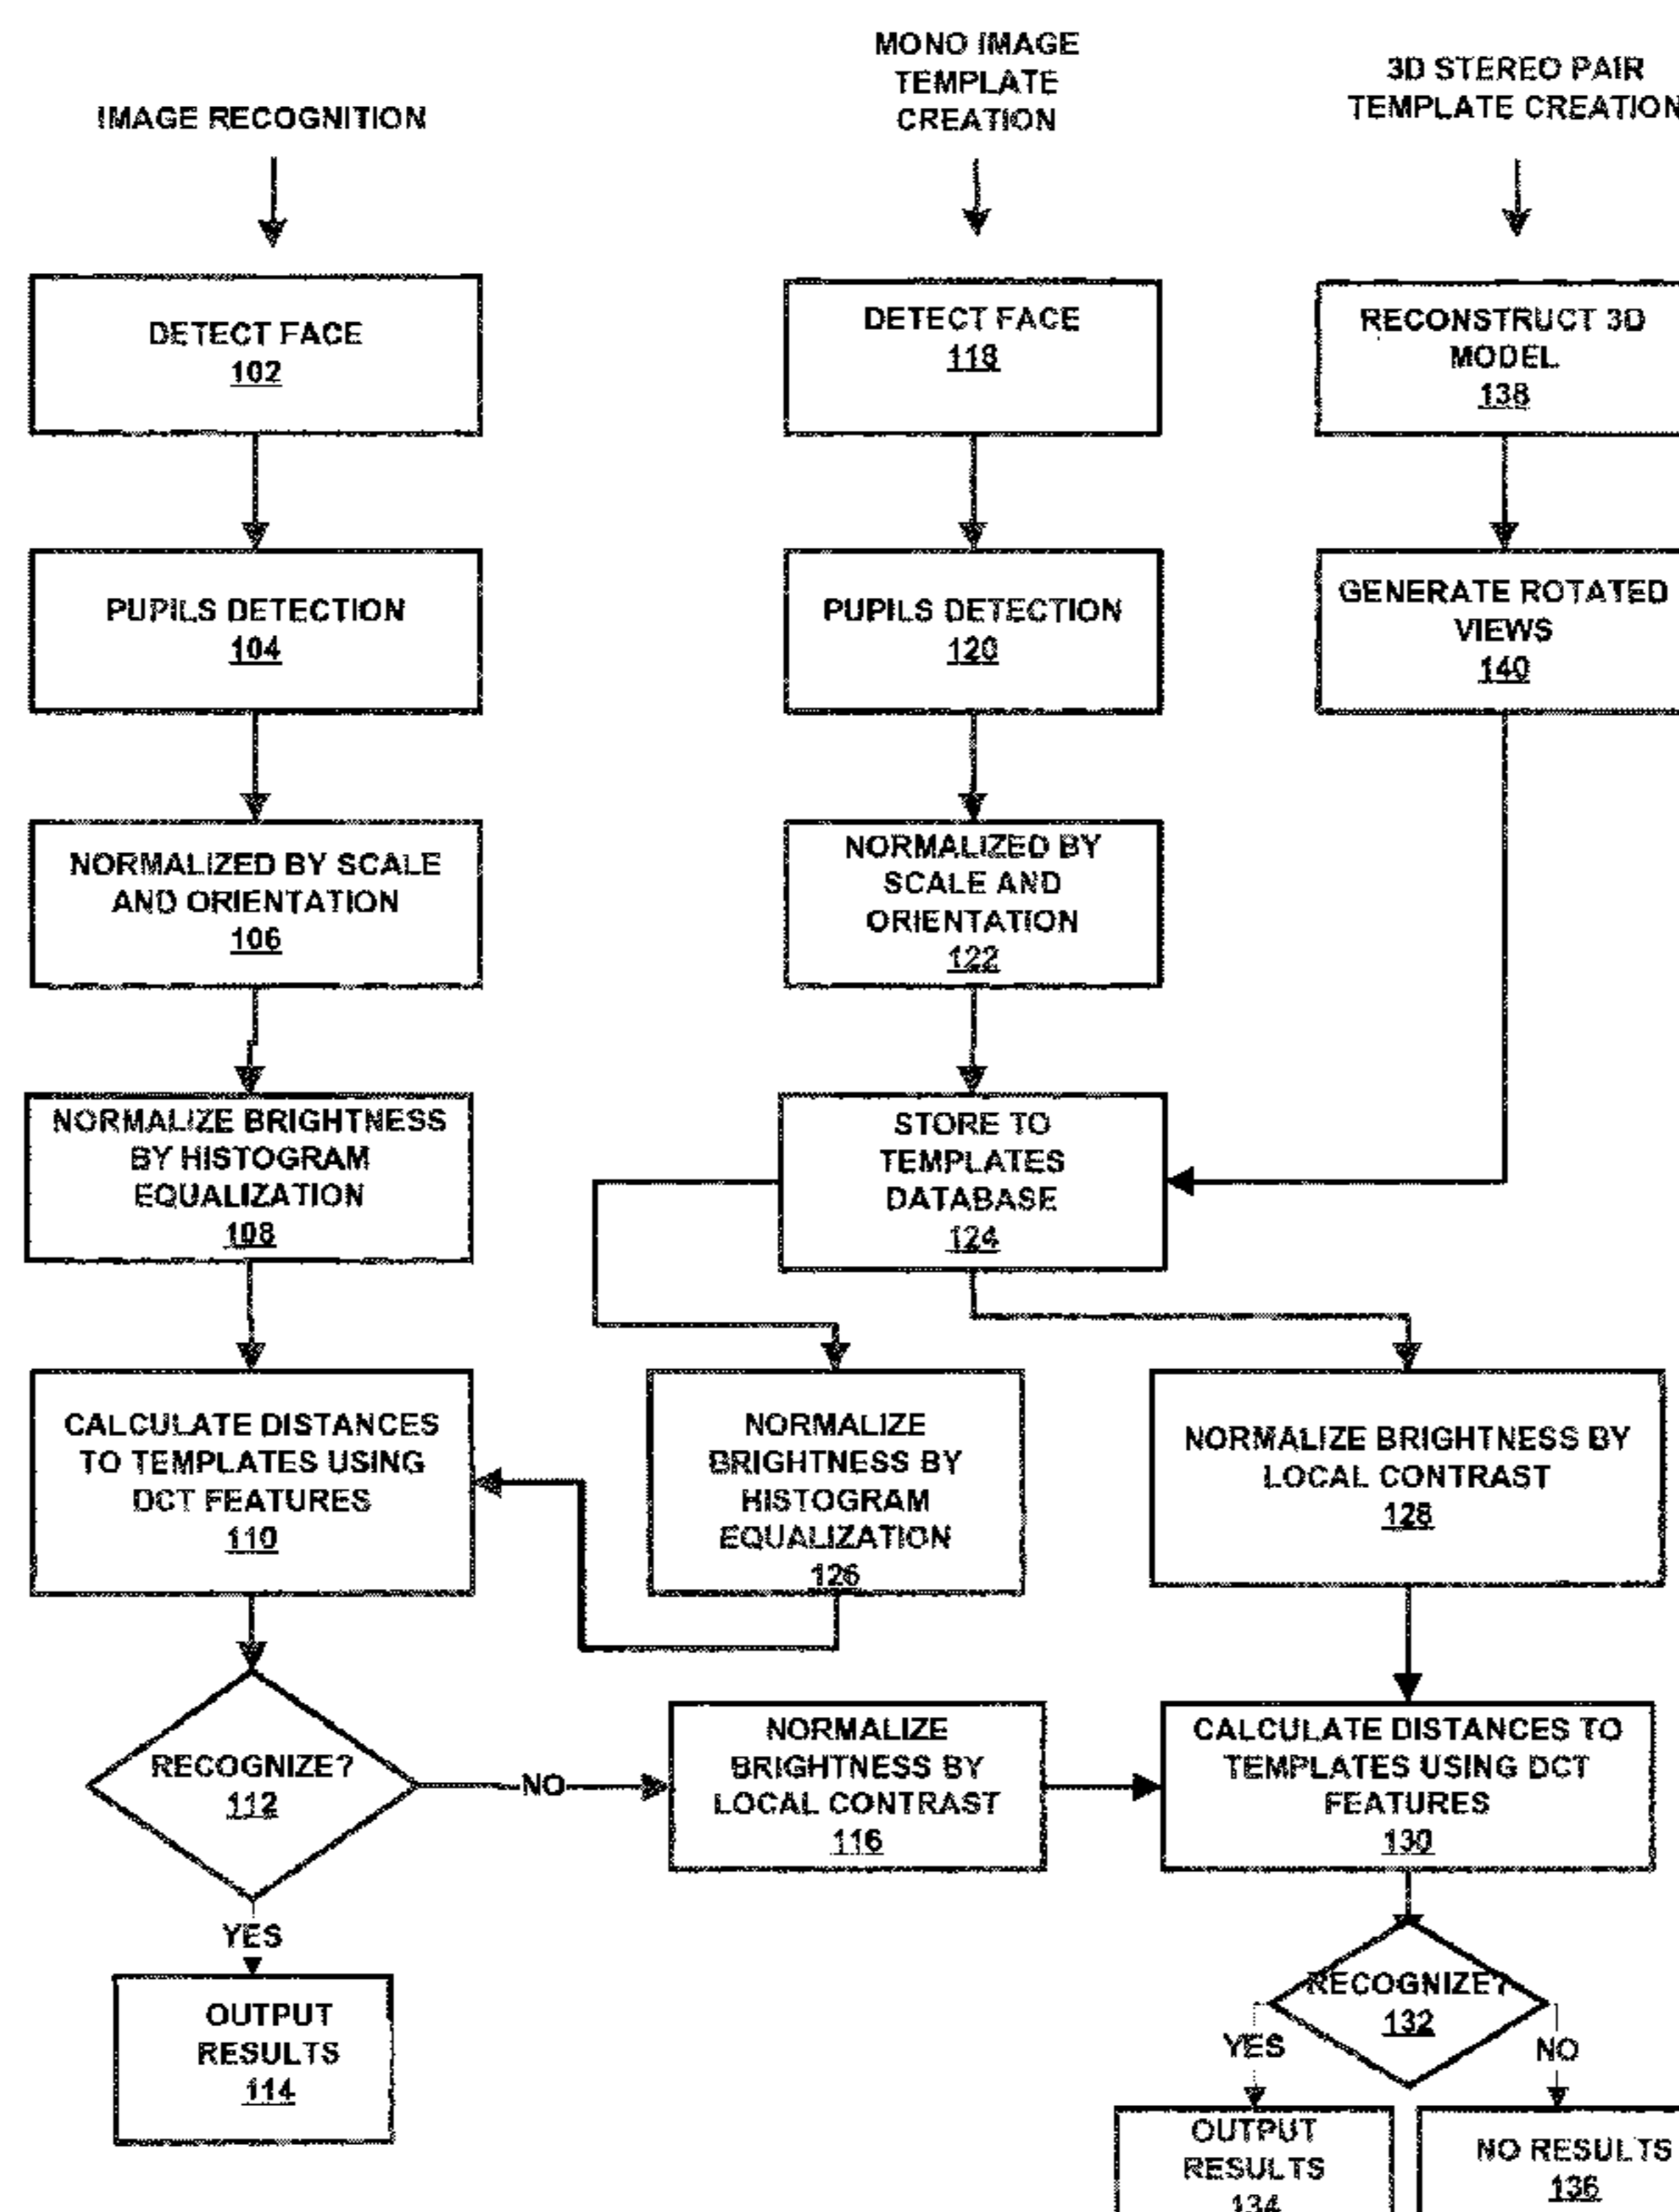 IMAGE RECOGNITION
MONO IMAGE
TEMPLATE
CREATION
3D STEREO PAIR
TEMPLATE CREATION
DETECT FACE
102
DETECT FACE
118
RECONSTRUCT 3D
MODEL
138
PUPILS DETECTION
104
PUPILS DETECTION
120
GENERATE ROTATED
VIEWS
140
NORMALIZED BY SCALE
AND ORIENTATION
106
NORMALIZED BY
SCALE AND
ORIENTATION
122
NORMALIZE BRIGHTNESS
BY HISTOGRAM
EQUALIZATION
108
STORE TO
TEMPLATES
DATABASE
124
CALCULATE DISTANCES
TO TEMPLATES USING
DCT FEATURES
110
NORMALIZE
BRIGHTNESS BY
HISTOGRAM
EQUALIZATION
126
NORMALIZE BRIGHTNESS BY
LOCAL CONTRAST
128
RECOGNIZE?
112
NO
NORMALIZE
BRIGHTNESS BY
LOCAL CONTRAST
116
CALCULATE DISTANCES TO
TEMPLATES USING DCT
FEATURES
130
YES
OUTPUT
RESULTS
114
RECOGNIZE?
132
YES
NO
OUTPUT
RESULTS
134
NO RESULTS
136